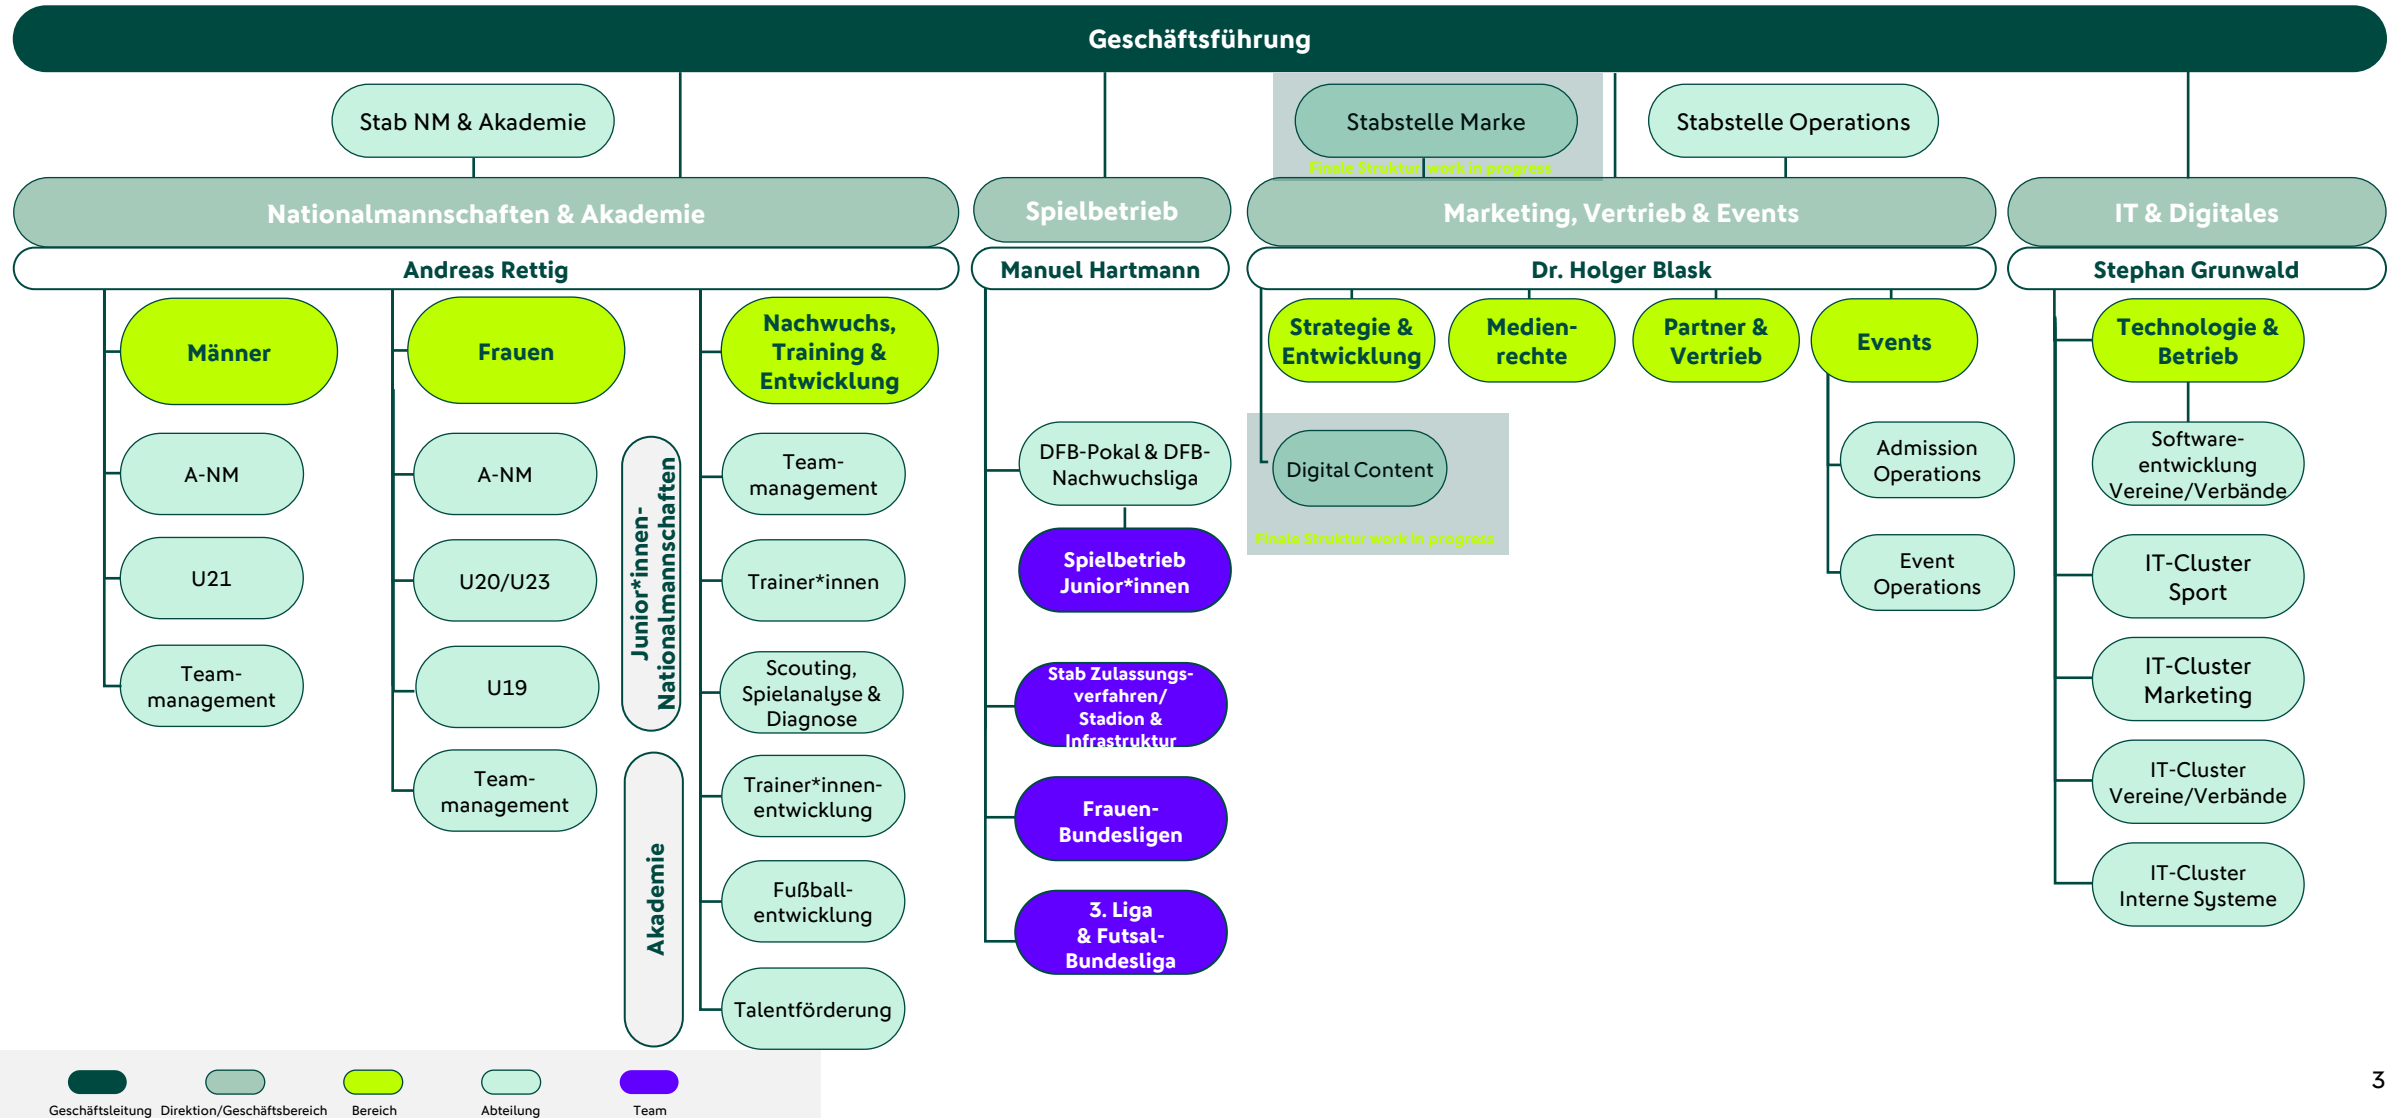 Geschäftsführung
Stab NM & Akademie
Stabstelle Marke
Finale Struktur work in progress
Stabstelle Operations
Nationalmannschaften & Akademie
Andreas Rettig
Männer
A-NM
U21
Team-
management
Frauen
A-NM
U20/U23
U19
Team-
management
Junior*innen-
Nationalmannschaften
Akademie
Nachwuchs,
Training &
Entwicklung
Team-
management
Trainer*innen
Scouting,
Spielanalyse &
Diagnose
Trainer*innen-
entwicklung
Fußball-
entwicklung
Talentförderung
Spielbetrieb
Manuel Hartmann
DFB-Pokal & DFB-
Nachwuchsliga
Spielbetrieb
Junior*innen
Stab Zulassungs-
verfahren/
Stadion &
Infrastruktur
Frauen-
Bundesligen
3. Liga
& Futsal-
Bundesliga
Marketing, Vertrieb & Events
Dr. Holger Blask
Strategie &
Entwicklung
Medien-
rechte
Partner &
Vertrieb
Events
Digital Content
Finale Struktur work in progress
Admission
Operations
Event
Operations
IT & Digitales
Stephan Grunwald
Technologie &
Betrieb
Software-
entwicklung
Vereine/Verbände
IT-Cluster
Sport
IT-Cluster
Marketing
IT-Cluster
Vereine/Verbände
IT-Cluster
Interne Systeme
Geschäftsleitung
Direktion/Geschäftsbereich
Bereich
Abteilung
Team
3